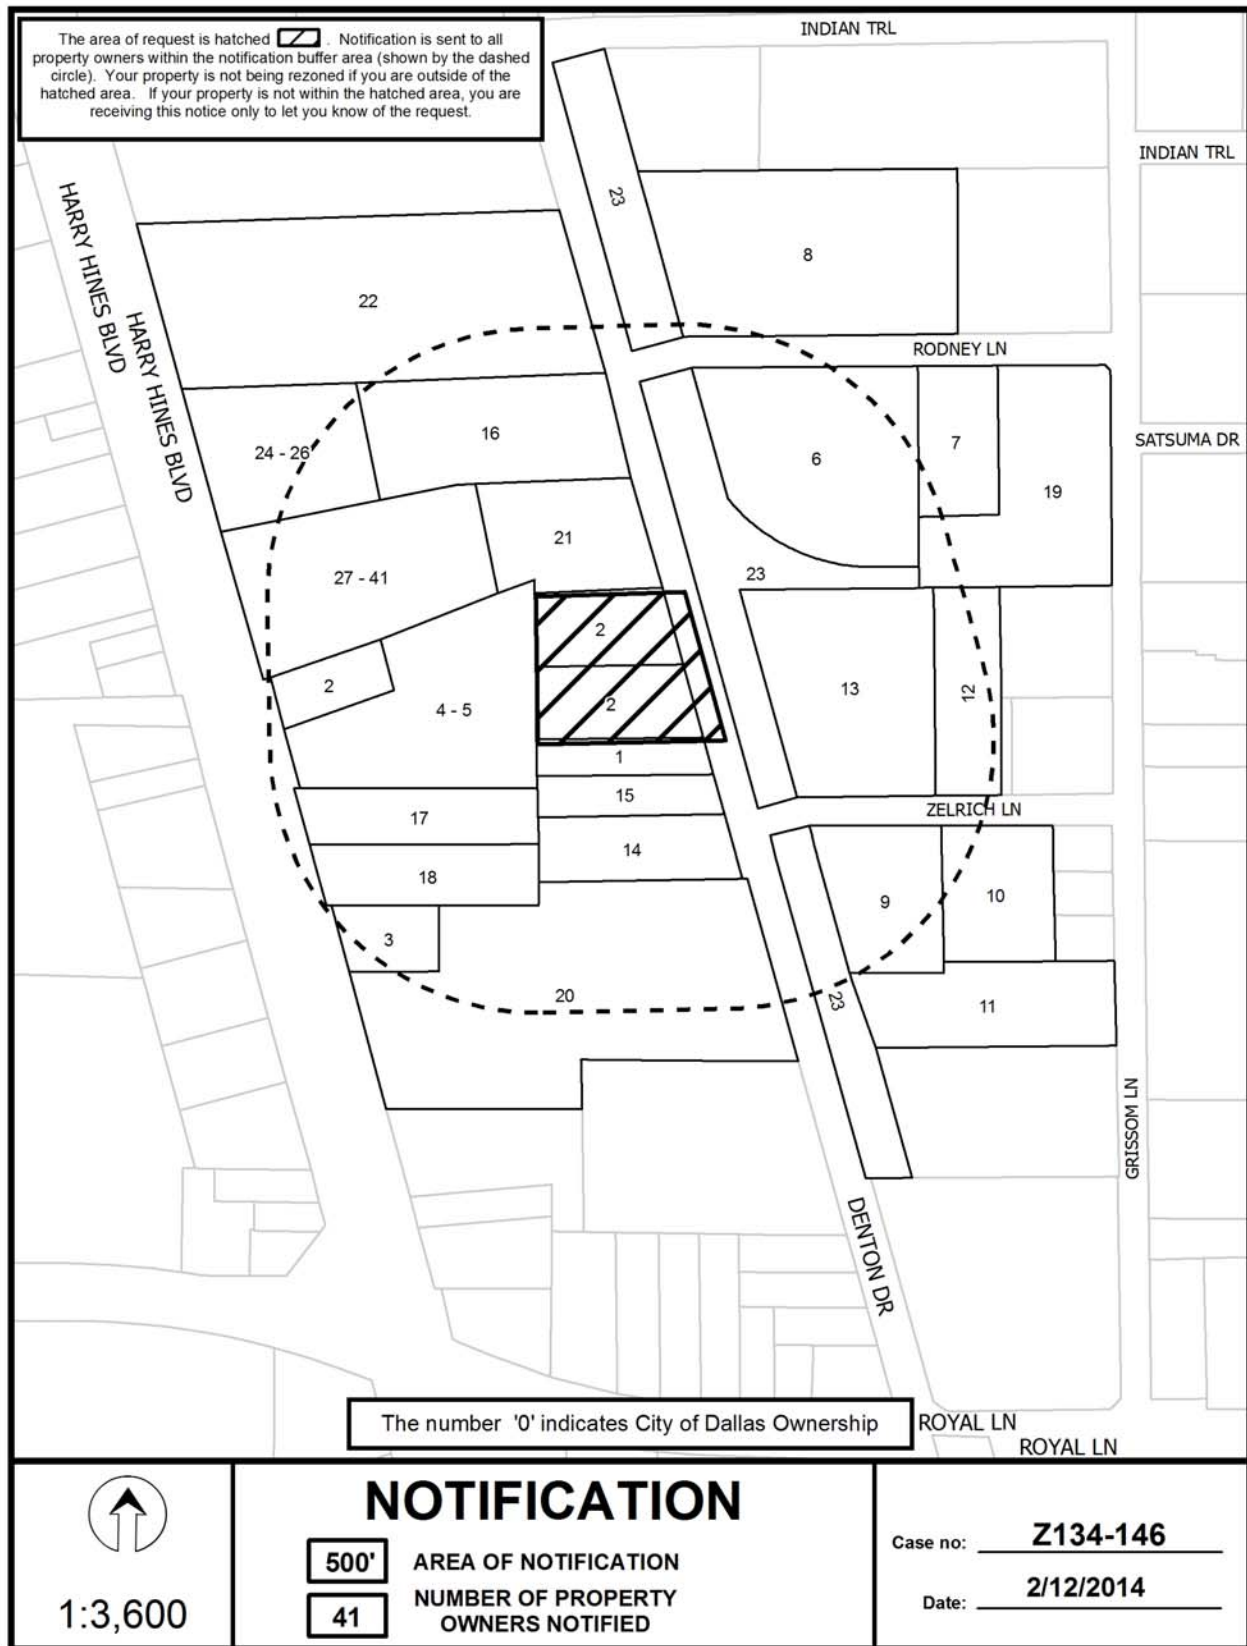 The area of request is hatched . Notification is sent to all
property owners within the notification buffer area (shown by the dashed
circle). Your property is not being rezoned if you are outside of the
hatched area. If your property is not within the hatched area, you are
receiving this notice only to let you know of the request.
INDIAN TRL
INDIAN TRL
HARRY HINES BLVD
HARRY HINES BLVD
23
8
22
RODNEY LN
24 - 26
16
6
7
SATSUMA DR
19
21
27 - 41
23
2
2
2
4 - 5
13
12
1
15
ZELRICH LN
17
14
18
9
10
3
20
23
11
GRISSOM LN
DENTON DR
The number '0' indicates City of Dallas Ownership
ROYAL LN
ROYAL LN
1:3,600
NOTIFICATION
500' AREA OF NOTIFICATION
41 NUMBER OF PROPERTY
OWNERS NOTIFIED
Case no: Z134-146
Date: 2/12/2014